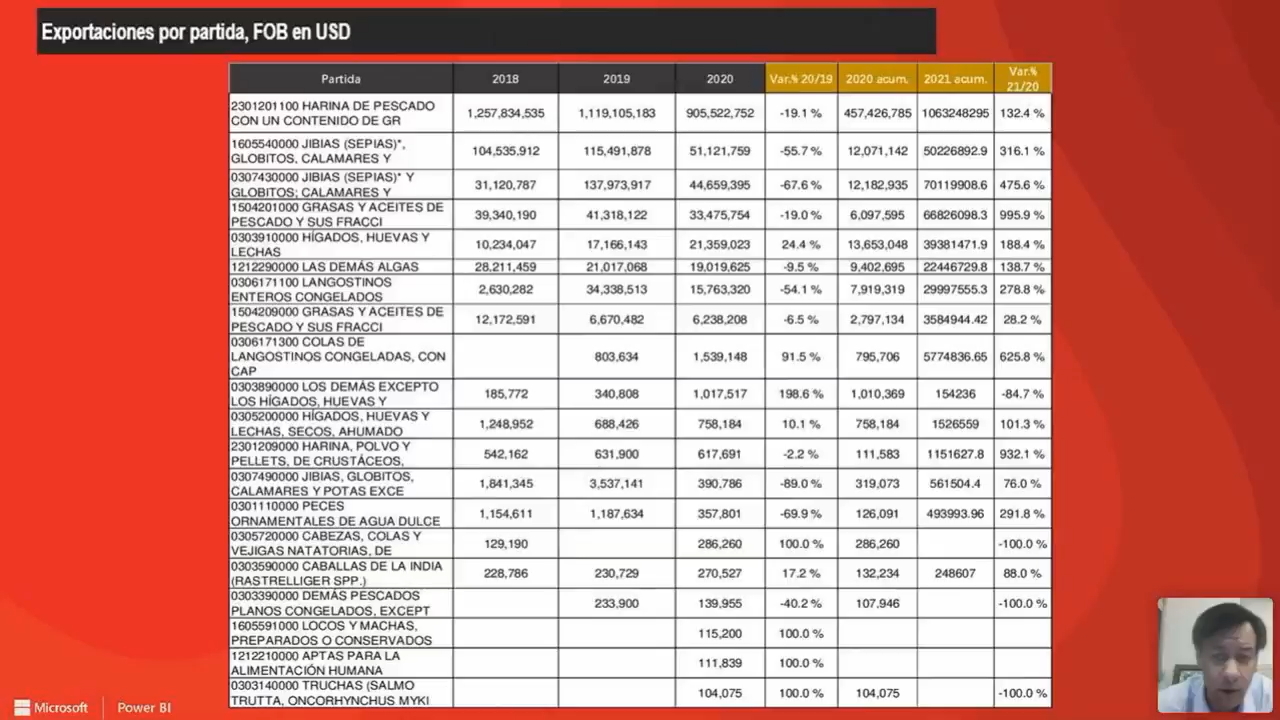 Exportaciones por partida, FOB en USD
Partida 2018 2019 2020 Var.% 20/19 2020 acum. 2021 acum. Var.% 21/20
2301201100 HARINA DE PESCADO
CON UN CONTENIDO DE GR 1,257,834,535 1,119,105,183 905,522,752 -19.1 % 457,426,785 1063248295 132.4 %
1605540000 JIBIAS (SEPIAS)*,
GLOBITOS, CALAMARES Y 104,535,912 115,491,878 51,121,759 -55.7 % 12,071,142 50226892.9 316.1 %
0307430000 JIBIAS (SEPIAS)* Y
GLOBITOS; CALAMARES Y 31,120,787 137,973,917 44,659,395 -67.6 % 12,182,935 70119908.6 475.6 %
1504201000 GRASAS Y ACEITES DE
PESCADO Y SUS FRACCI 39,340,190 41,318,122 33,475,754 -19.0 % 6,097,595 66826098.3 995.9 %
0303910000 HÍGADOS, HUEVAS Y
LECHAS 10,234,047 17,166,143 21,359,023 24.4 % 13,653,048 39381471.9 188.4 %
1212290000 LAS DEMÁS ALGAS 28,211,459 21,017,068 19,019,625 -9.5 % 9,402,695 22446729.8 138.7 %
0306171100 LANGOSTINOS
ENTEROS CONGELADOS 2,630,282 34,338,513 15,763,320 -54.1 % 7,919,319 29997555.3 278.8 %
1504209000 GRASAS Y ACEITES DE
PESCADO Y SUS FRACCI 12,172,591 6,670,482 6,238,208 -6.5 % 2,797,134 3584944.42 28.2 %
0306171300 COLAS DE
LANGOSTINOS CONGELADAS, CON
CAP 803,634 1,539,148 91.5 % 795,706 5774836.65 625.8 %
0303890000 LOS DEMÁS EXCEPTO
LOS HÍGADOS, HUEVAS Y 185,772 340,808 1,017,517 198.6 % 1,010,369 154236 -84.7 %
0305200000 HÍGADOS, HUEVAS Y
LECHAS, SECOS, AHUMADO 1,248,952 688,426 758,184 10.1 % 758,184 1526559 101.3 %
2301209000 HARINA, POLVO Y
PELLETS, DE CRUSTÁCEOS, 542,162 631,900 617,691 -2.2 % 111,583 1151627.8 932.1 %
0307490000 JIBIAS, GLOBITOS,
CALAMARES Y POTAS EXCE 1,841,345 3,537,141 390,786 -89.0 % 319,073 561504.4 76.0 %
0301110000 PECES
ORNAMENTALES DE AGUA DULCE 1,154,611 1,187,634 357,801 -69.9 % 126,091 493993.96 291.8 %
0305720000 CABEZAS, COLAS Y
VEJIGAS NATATORIAS, DE 129,190 286,260 100.0 % 286,260 -100.0 %
0303590000 CABALLAS DE LA INDIA
(RASTRELLIGER SPP.) 228,786 230,729 270,527 17.2 % 132,234 248607 88.0 %
0303390000 DEMÁS PESCADOS
PLANOS CONGELADOS, EXCEPT 233,900 139,955 -40.2 % 107,946 -100.0 %
1605591000 LOCOS Y MACHAS,
PREPARADOS O CONSERVADOS 115,200 100.0 %
1212210000 APTAS PARA LA
ALIMENTACIÓN HUMANA 111,839 100.0 %
0303140000 TRUCHAS (SALMO
TRUTTA, ONCORHYNCHUS MYKI 104,075 100.0 % 104,075 -100.0 %
Microsoft Power BI